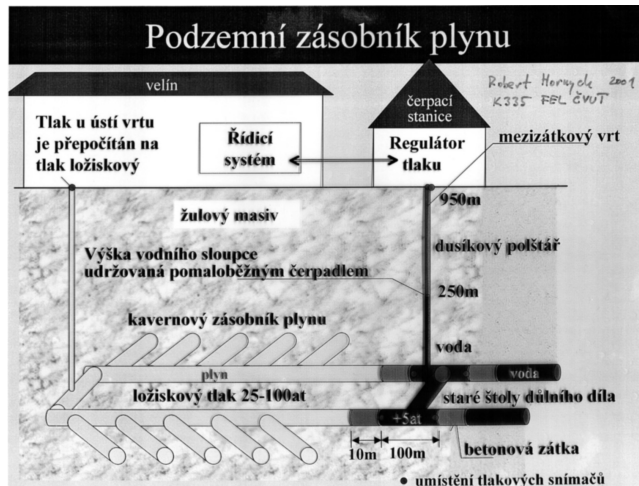 Podzemní zásobník plynu
velín
Robert Hornych 2001
K335 FEL ČVUT
čerpací
stanice
Tlak u ústí vrtu
je přepočítán na
tlak ložiskový
Řídicí
systém
Regulátor
tlaku
mezizátkový vrt
950m
žulový masiv
Výška vodního sloupce
udržovaná pomaloběžným čerpadlem
dusíkový polštář
250m
kavernový zásobník plynu
voda
plyn
voda
ložiskový tlak 25-100at
staré štoly důlního díla
+5at
10m
100m
betonová zátka
umístění tlakových snímačů